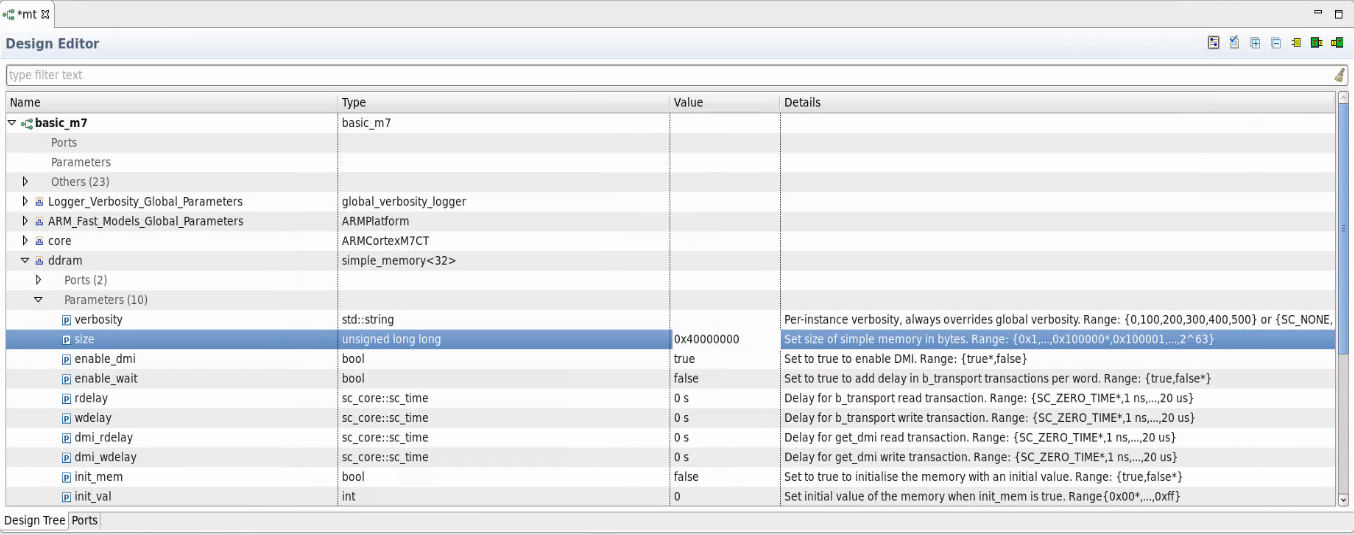 *mt
Design Editor
type filter text
Name Type Value Details
basic_m7 basic_m7
Ports
Parameters
Others (23)
Logger_Verbosity_Global_Parameters global_verbosity_logger
ARM_Fast_Models_Global_Parameters ARMPlatform
core ARMCortexM7CT
ddram simple_memory<32>
Ports (2)
Parameters (10)
verbosity std::string Per-instance verbosity, always overrides global verbosity. Range: {0,100,200,300,400,500} or {SC_NONE,
size unsigned long long 0x40000000 Set size of simple memory in bytes. Range: {0x1,...,0x100000*,0x100001,...,2^63}
enable_dmi bool true Set to true to enable DMI. Range: {true*,false}
enable_wait bool false Set to true to add delay in b_transport transactions per word. Range: {true,false*}
rdelay sc_core::sc_time 0 s Delay for b_transport read transaction. Range: {SC_ZERO_TIME*,1 ns,...,20 us}
wdelay sc_core::sc_time 0 s Delay for b_transport write transaction. Range: {SC_ZERO_TIME*,1 ns,...,20 us}
dmi_rdelay sc_core::sc_time 0 s Delay for get_dmi read transaction. Range: {SC_ZERO_TIME*,1 ns,...,20 us}
dmi_wdelay sc_core::sc_time 0 s Delay for get_dmi write transaction. Range: {SC_ZERO_TIME*,1 ns,...,20 us}
init_mem bool false Set to true to initialise the memory with an initial value. Range: {true,false*}
init_val int 0 Set initial value of the memory when init_mem is true. Range{0x00*,...,0xff}
Design Tree Ports